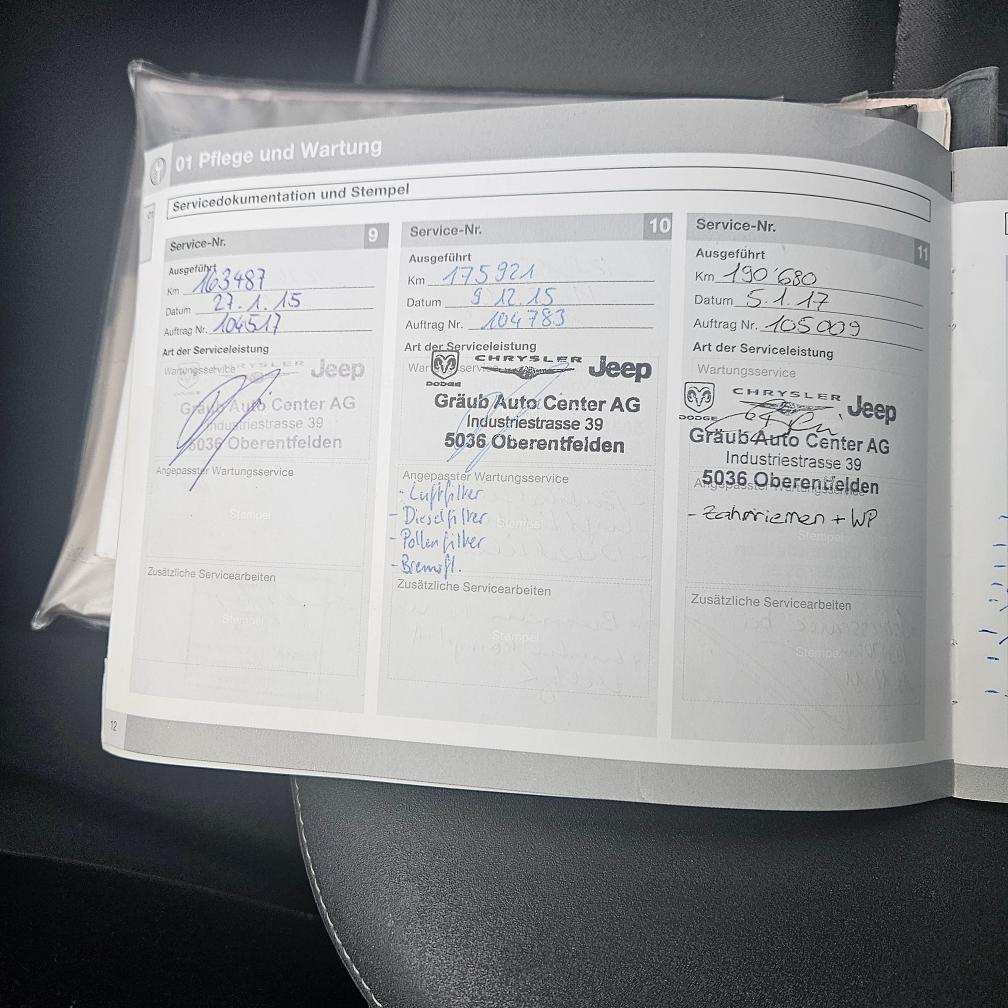 01 Pflege und Wartung
Servicedokumentation und Stempel
Service-Nr. 9
Ausgeführt
Km 163487
Datum 27.1.15
Auftrag Nr. 104517
Art der Serviceleistung
Wartungsservice
CHRYSLER Jeep
Gräub Auto Center AG
Industriestrasse 39
5036 Oberentfelden
Angepasster Wartungsservice
Stempel
Zusätzliche Servicearbeiten
Stempel
12
Service-Nr. 10
Ausgeführt
Km 175921
Datum 9.12.15
Auftrag Nr. 104783
Art der Serviceleistung
Wartungsservice
DODGE CHRYSLER Jeep
Gräub Auto Center AG
Industriestrasse 39
5036 Oberentfelden
Angepasster Wartungsservice
- Luftfilter
- Dieselfilter
Stempel
- Pollenfilter
- Bremsfl.
Zusätzliche Servicearbeiten
Stempel
Service-Nr. 11
Ausgeführt
Km 190'680
Datum 5.1.17
Auftrag Nr. 105009
Art der Serviceleistung
Wartungsservice
DODGE CHRYSLER Jeep
Gräub Auto Center AG
Industriestrasse 39
5036 Oberentfelden
Angepasster Wartungsservice
- Zahnriemen + WP
Stempel
Zusätzliche Servicearbeiten
Stempel